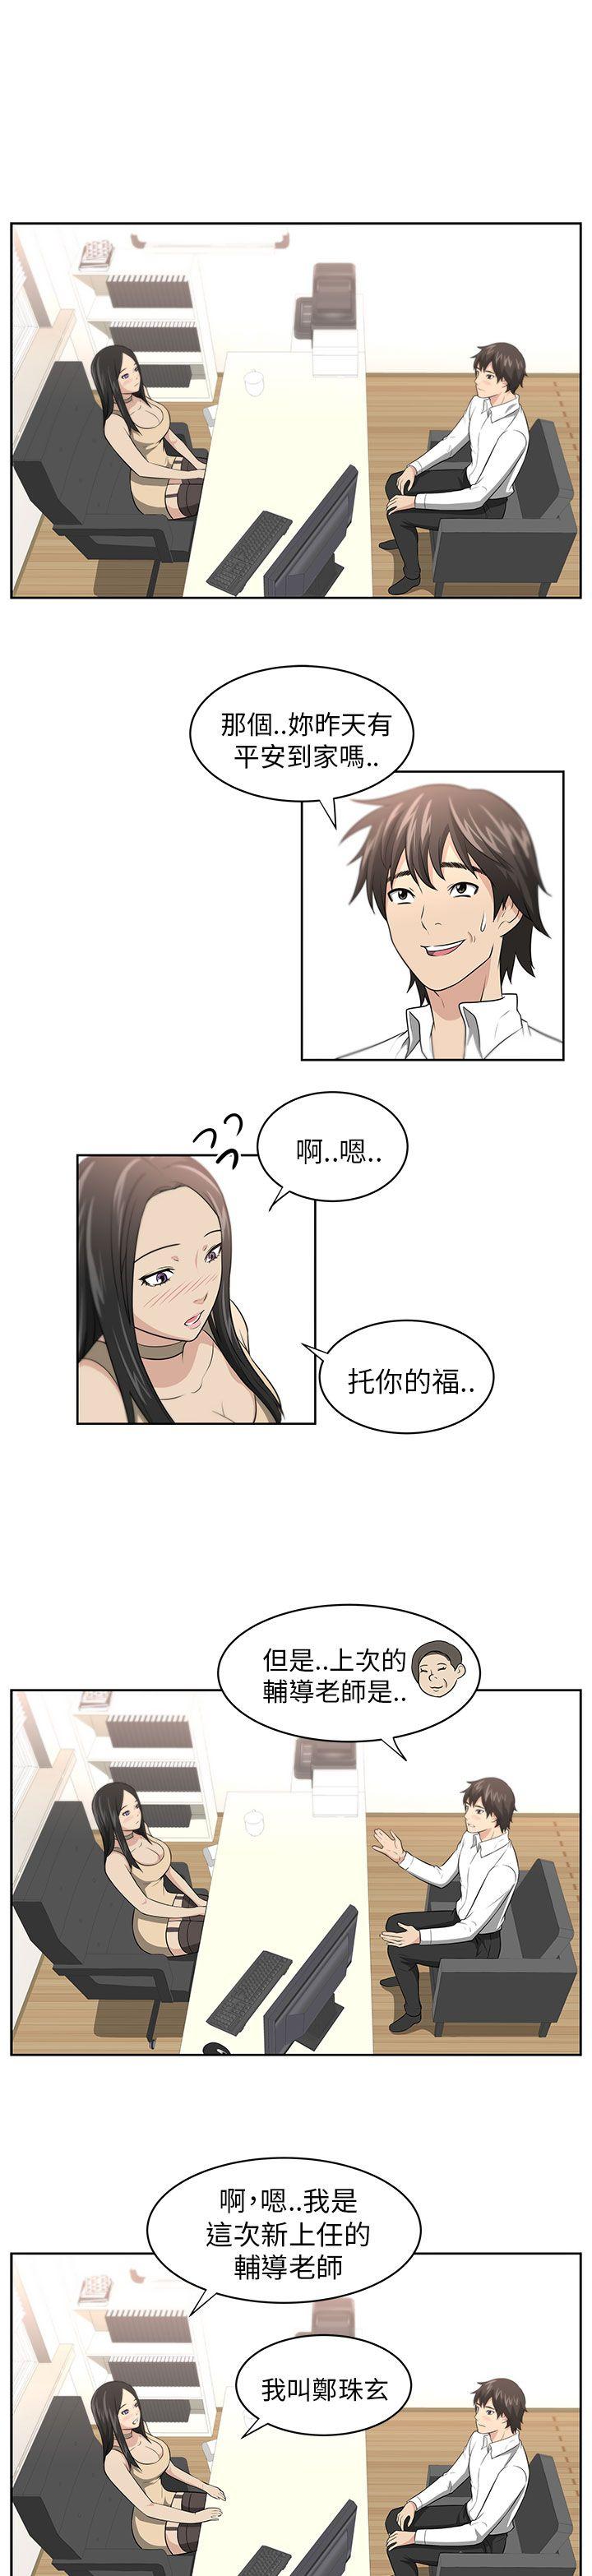 那個..妳昨天有
平安到家嗎..
啊..嗯..
托你的福..
但是..上次的
輔導老師是..
啊,嗯..我是
這次新上任的
輔導老師
我叫鄭珠玄